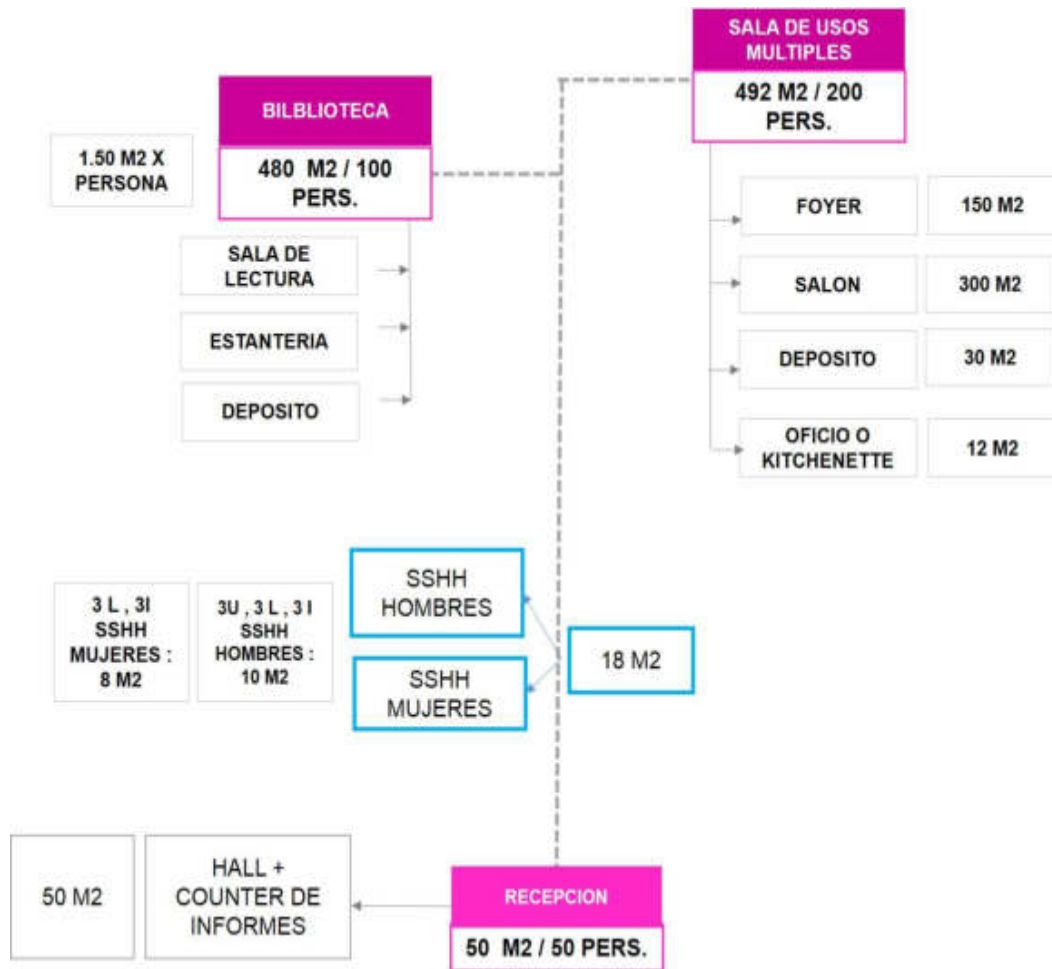 SALA DE USOS
MULTIPLES
492 M2 / 200
PERS.
BILBLIOTECA
480 M2 / 100
PERS.
1.50 M2 X
PERSONA
SALA DE
LECTURA
ESTANTERIA
DEPOSITO
FOYER
150 M2
SALON
300 M2
DEPOSITO
30 M2
OFICIO O
KITCHENETTE
12 M2
SSHH
HOMBRES
SSHH
MUJERES
18 M2
3 L , 3I
SSHH
MUJERES :
8 M2
3U , 3 L , 3 I
SSHH
HOMBRES :
10 M2
50 M2
HALL +
COUNTER DE
INFORMES
RECEPCION
50 M2 / 50 PERS.